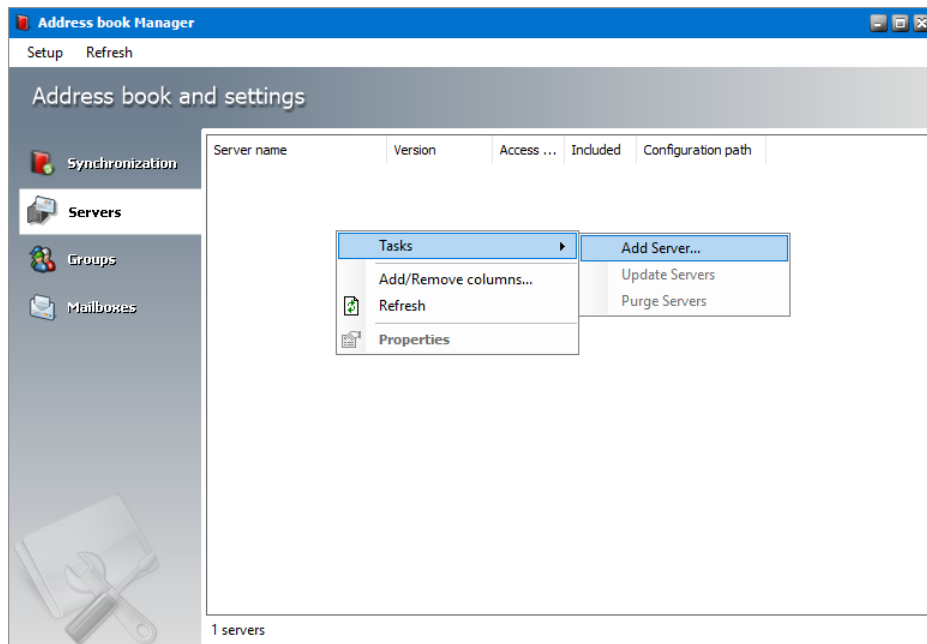 Address book Manager
Setup Refresh
Address book and settings
Synchronization
Servers
Groups
Mailboxes
Server name Version Access ... Included Configuration path
Tasks
Add/Remove columns...
Refresh
Properties
Add Server...
Update Servers
Purge Servers
1 servers